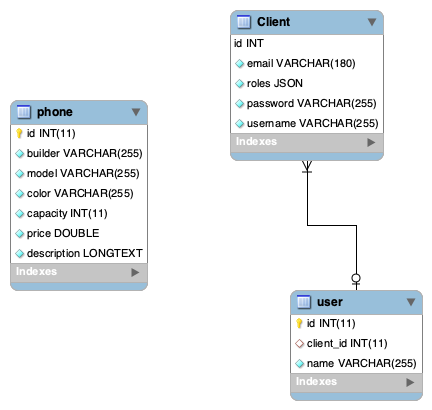 Client
id INT
email VARCHAR(180)
roles JSON
password VARCHAR(255)
username VARCHAR(255)
Indexes
phone
id INT(11)
builder VARCHAR(255)
model VARCHAR(255)
color VARCHAR(255)
capacity INT(11)
price DOUBLE
description LONGTEXT
Indexes
user
id INT(11)
client_id INT(11)
name VARCHAR(255)
Indexes